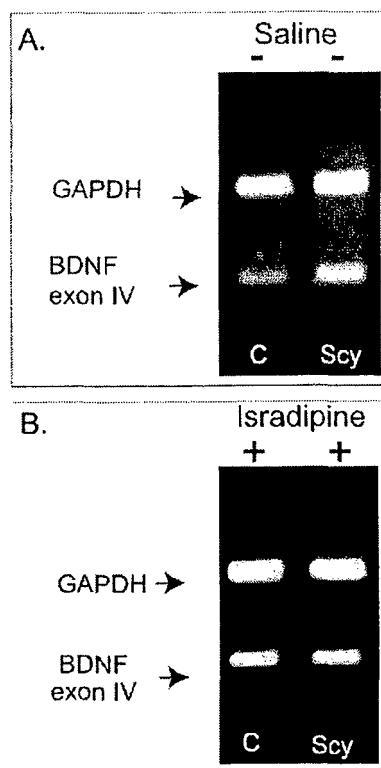 A.
Saline
- -
GAPDH
BDNF
exon IV
C Scy
B.
Isradipine
+ +
GAPDH
BDNF
exon IV
C Scy